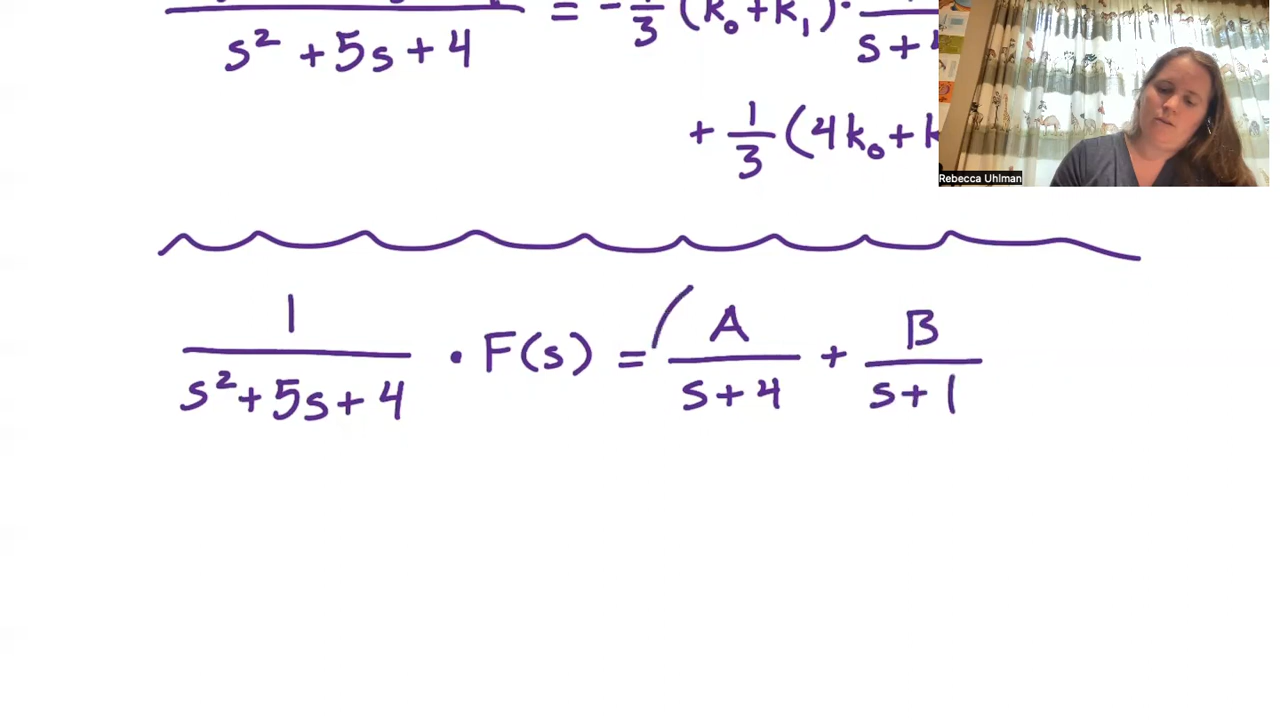 s² + 5s + 4 = - 1/3 (k₀ + k₁) · / s +
+ 1/3 (4k₀ + k
Rebecca Uhlman
1 / s² + 5s + 4 · F(s) = ( A / s + 4 + B / s + 1